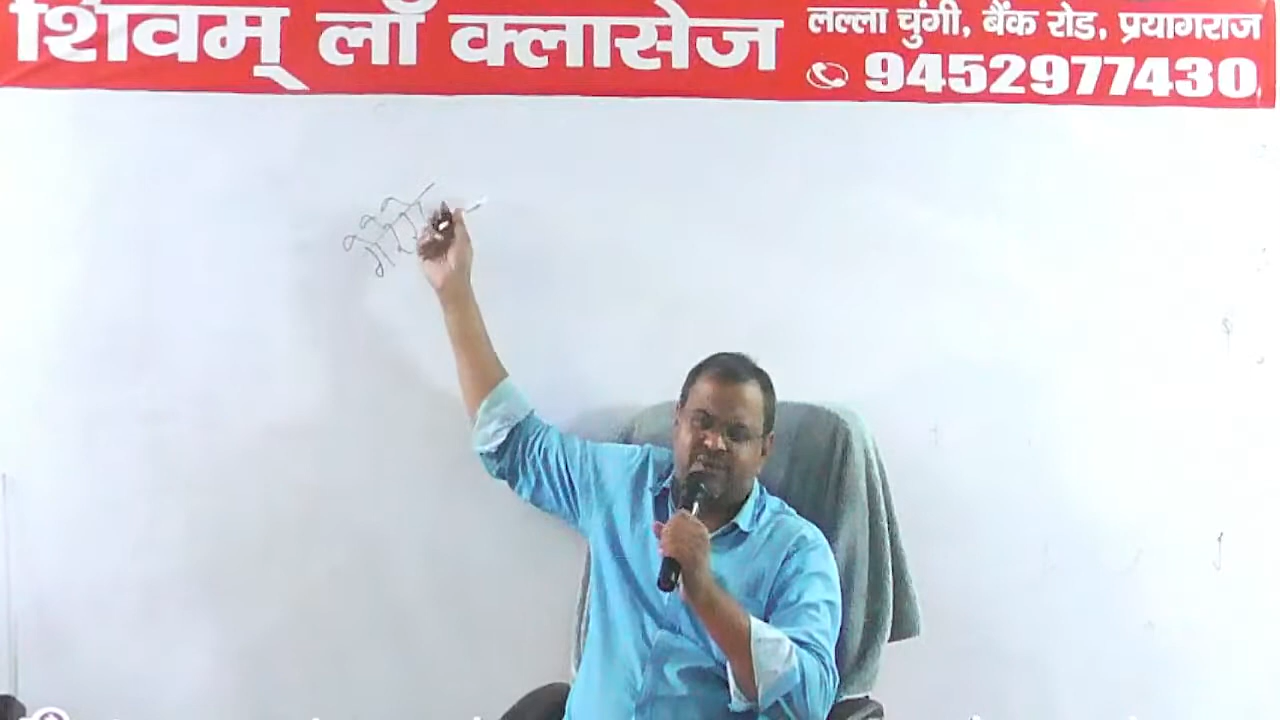 शिवम् लॉ क्लासेज
लल्ला चुंगी, बैंक रोड, प्रयागराज
9452977430